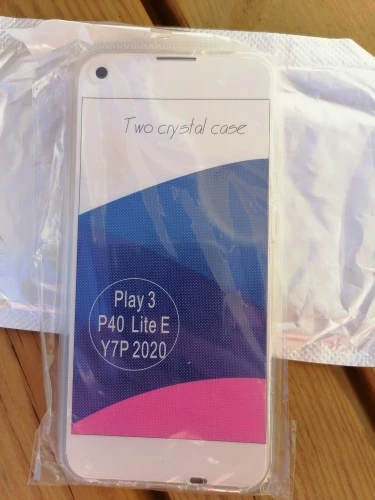 Two crystal case
Play 3
P40 Lite E
Y7P 2020